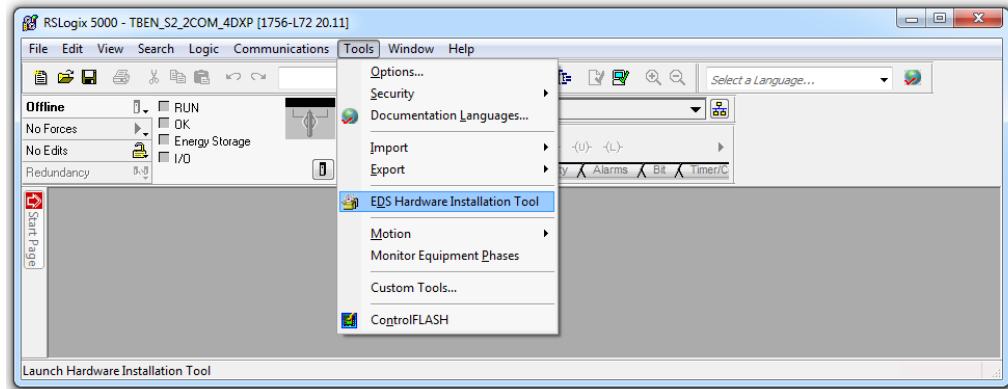 RSLogix 5000 - TBEN_S2_2COM_4DXP [1756-L72 20.11]
File Edit View Search Logic Communications Tools Window Help
Select a Language...
Options...
Security
Documentation Languages...
Import
Export
EDS Hardware Installation Tool
Motion
Monitor Equipment Phases
Custom Tools...
ControlFLASH
Offline
RUN
No Forces
OK
No Edits
Energy Storage
Redundancy
I/O
-(U)- -(L)-
Alarms Bit Timer/C
Start Page
Launch Hardware Installation Tool